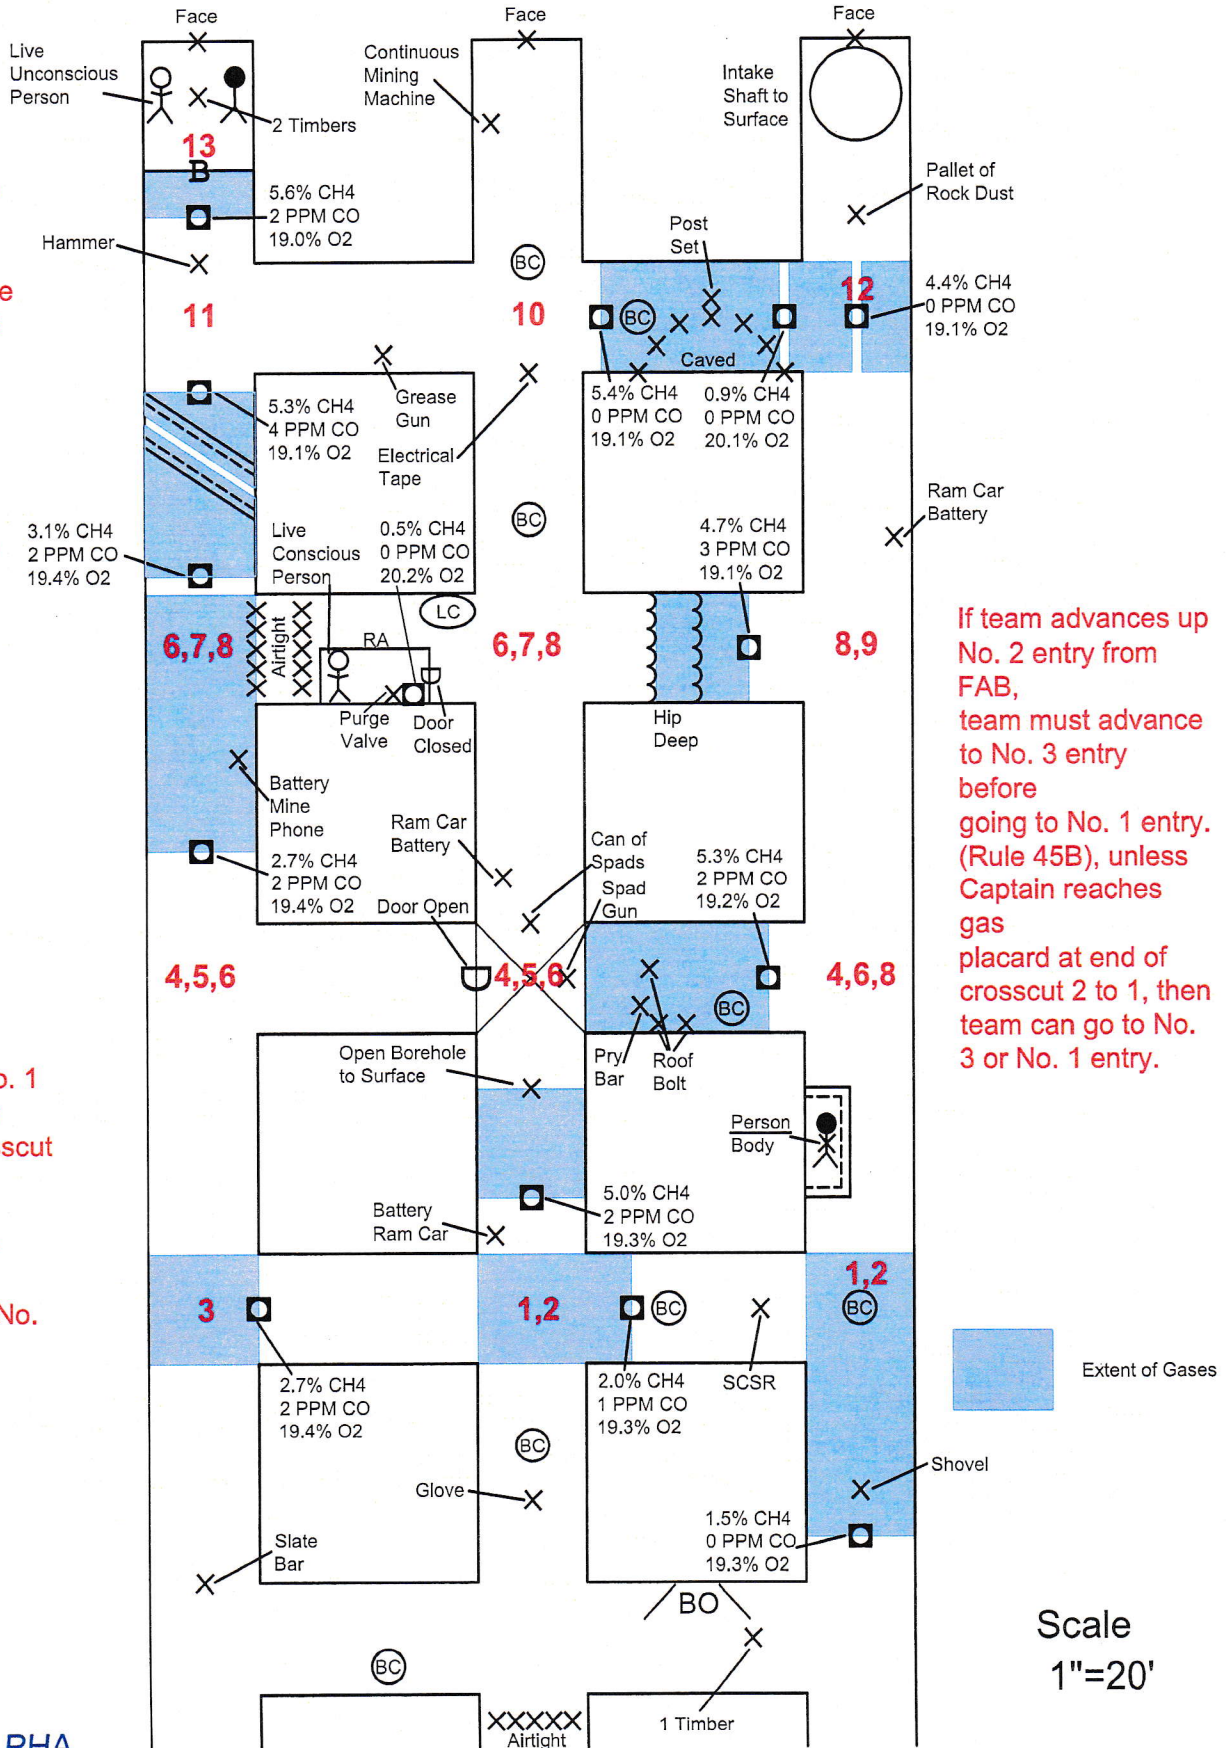 Face
Face
Face
Live
Unconscious
Person
Continuous
Mining
Machine
Intake
Shaft to
Surface
2 Timbers
13
B
5.6% CH4
2 PPM CO
19.0% O2
Pallet of
Rock Dust
Hammer
Post
Set
BC
e
11
10
BC
12
4.4% CH4
0 PPM CO
19.1% O2
Caved
Grease
Gun
5.3% CH4
4 PPM CO
19.1% O2
Electrical
Tape
5.4% CH4
0 PPM CO
19.1% O2
0.9% CH4
0 PPM CO
20.1% O2
BC
Ram Car
Battery
3.1% CH4
2 PPM CO
19.4% O2
Live
Conscious
Person
0.5% CH4
0 PPM CO
20.2% O2
4.7% CH4
3 PPM CO
19.1% O2
LC
6,7,8
Airtight
RA
6,7,8
8,9
Purge
Valve
Door
Closed
Hip
Deep
If team advances up
No. 2 entry from
FAB,
team must advance
to No. 3 entry
before
going to No. 1 entry.
(Rule 45B), unless
Captain reaches
gas
placard at end of
crosscut 2 to 1, then
team can go to No.
3 or No. 1 entry.
Battery
Mine
Phone
Ram Car
Battery
Can of
Spads
Spad
Gun
2.7% CH4
2 PPM CO
19.4% O2
5.3% CH4
2 PPM CO
19.2% O2
Door Open
4,5,6
4,5,6
4,6,8
BC
Open Borehole
to Surface
Pry
Bar
Roof
Bolt
o. 1
scut
Person
Body
Battery
Ram Car
5.0% CH4
2 PPM CO
19.3% O2
No.
3
1,2
BC
1,2
BC
2.7% CH4
2 PPM CO
19.4% O2
2.0% CH4
1 PPM CO
19.3% O2
SCSR
Extent of Gases
BC
Glove
Shovel
Slate
Bar
1.5% CH4
0 PPM CO
19.3% O2
BO
BC
Scale
1"=20'
1 Timber
Airtight
RHA